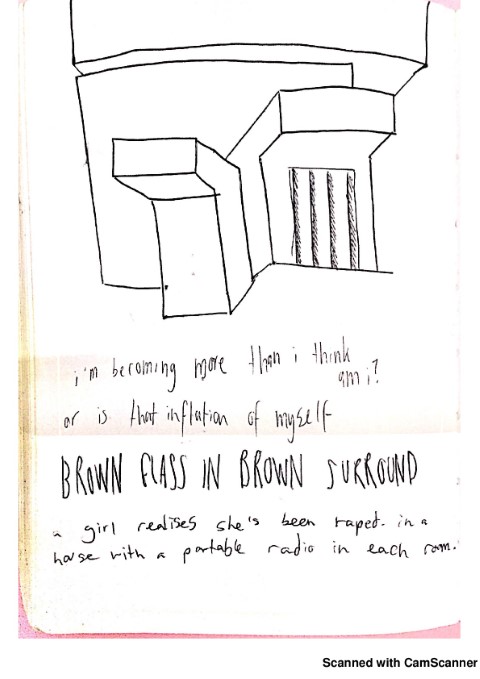 i'm becoming more than i think
am i?
or is that inflation of myself
BROWN GLASS IN BROWN SURROUND
a girl realises she's been raped. in a
house with a portable radio in each room.
Scanned with CamScanner